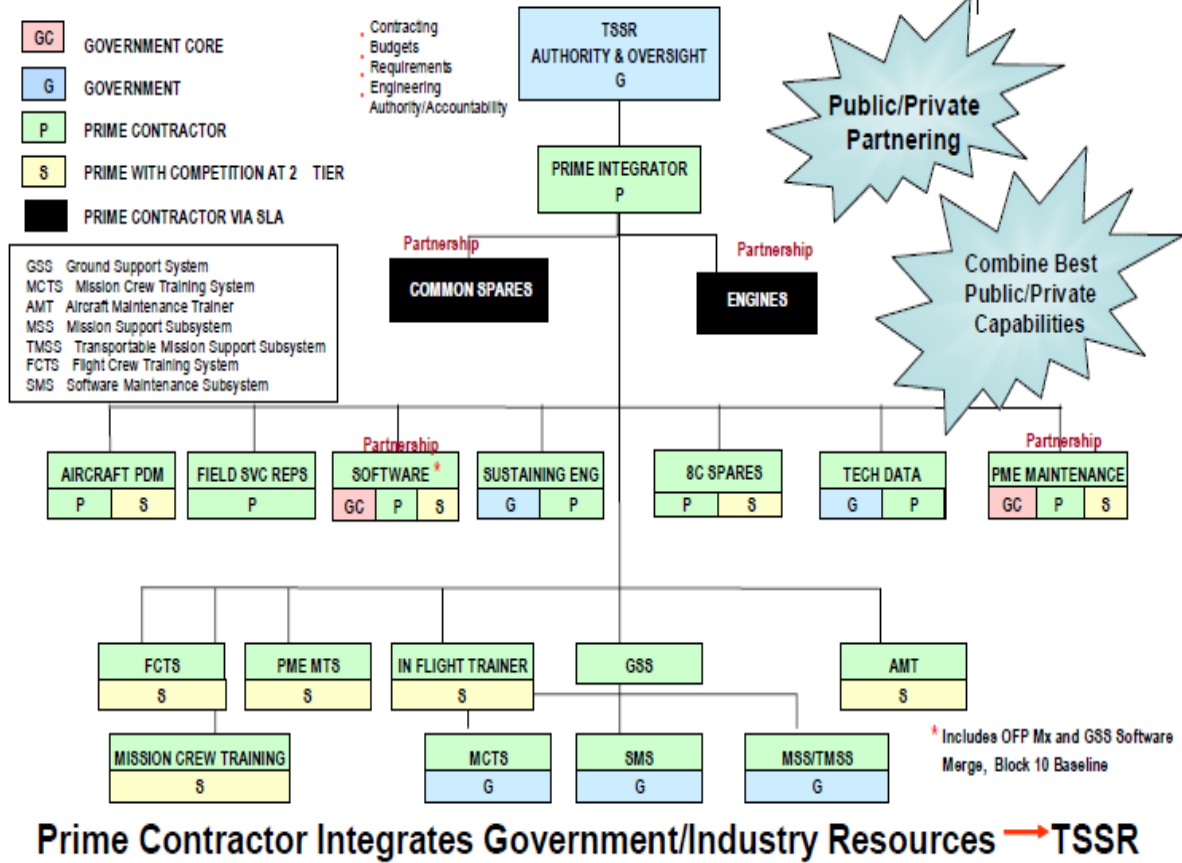 GC GOVERNMENT CORE
G GOVERNMENT
P PRIME CONTRACTOR
S PRIME WITH COMPETITION AT 2 TIER
PRIME CONTRACTOR VIA SLA
Contracting
Budgets
Requirements
Engineering
Authority/Accountability
TSSR
AUTHORITY & OVERSIGHT
G
Public/Private
Partnering
PRIME INTEGRATOR
P
GSS Ground Support System
MCTS Mission Crew Training System
AMT Aircraft Maintenance Trainer
MSS Mission Support Subsystem
TMSS Transportable Mission Support Subsystem
FCTS Flight Crew Training System
SMS Software Maintenance Subsystem
Partnership
COMMON SPARES
Partnership
ENGINES
Combine Best
Public/Private
Capabilities
AIRCRAFT PDM
P S
FIELD SVC REPS
P
Partnership
SOFTWARE *
GC P S
SUSTAINING ENG
G P
8C SPARES
P S
TECH DATA
G P
Partnership
PME MAINTENANCE
GC P S
FCTS
S
PME MTS
S
IN FLIGHT TRAINER
S
GSS
AMT
S
MISSION CREW TRAINING
S
MCTS
G
SMS
G
MSS/TMSS
G
* Includes OFP Mx and GSS Software
Merge, Block 10 Baseline
Prime Contractor Integrates Government/Industry Resources → TSSR